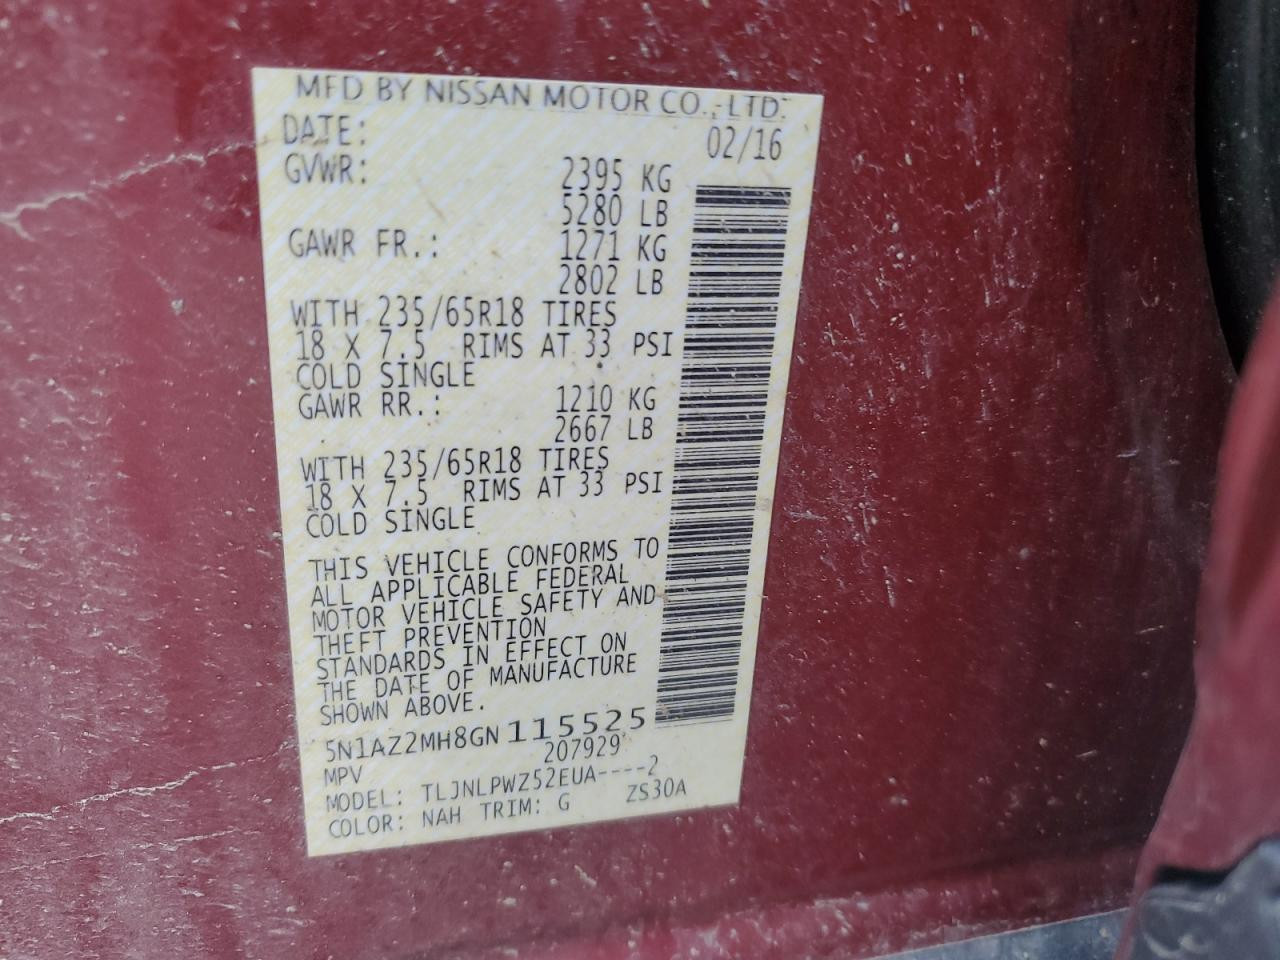 MFD BY NISSAN MOTOR CO.,LTD.
DATE: 02/16
GVWR: 2395 KG
5280 LB
GAWR FR.: 1271 KG
2802 LB
WITH 235/65R18 TIRES
18 X 7.5 RIMS AT 33 PSI
COLD SINGLE
GAWR RR.: 1210 KG
2667 LB
WITH 235/65R18 TIRES
18 X 7.5 RIMS AT 33 PSI
COLD SINGLE
THIS VEHICLE CONFORMS TO
ALL APPLICABLE FEDERAL
MOTOR VEHICLE SAFETY AND
THEFT PREVENTION
STANDARDS IN EFFECT ON
THE DATE OF MANUFACTURE
SHOWN ABOVE.
5N1AZ2MH8GN115525
207929
MPV
MODEL: TLJNLPWZ52EUA----2
COLOR: NAH TRIM: G ZS30A